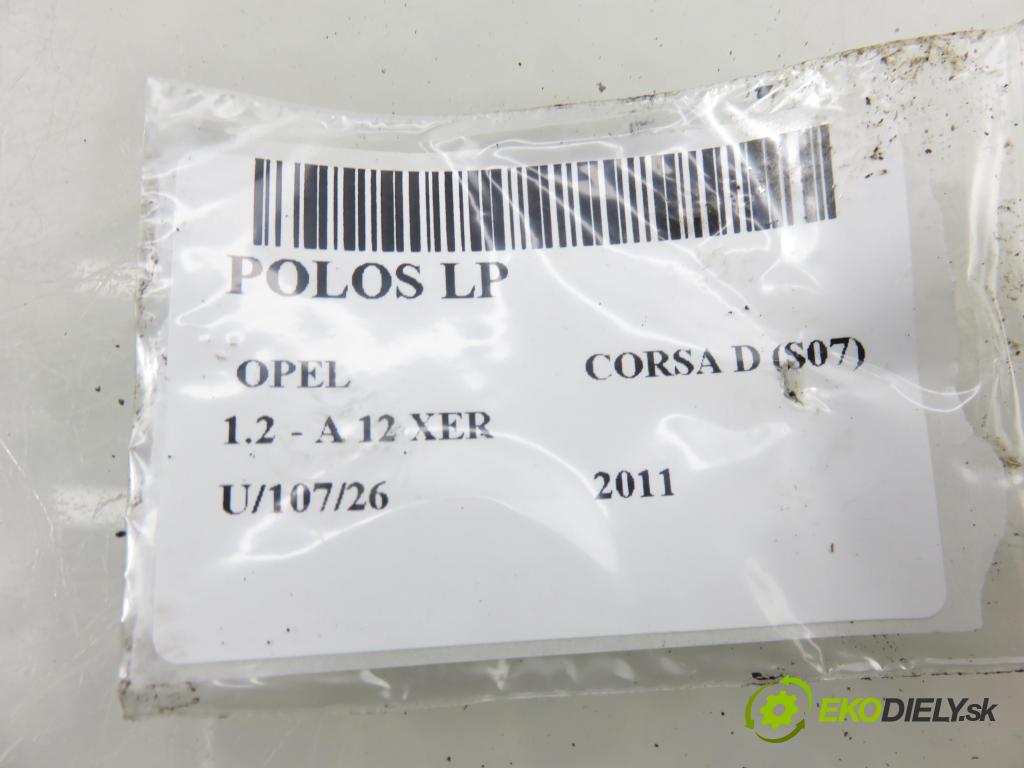 POLOS LP
OPEL CORSA D (S07)
1.2 - A 12 XER
U/107/26 2011
EKODIELY.sk